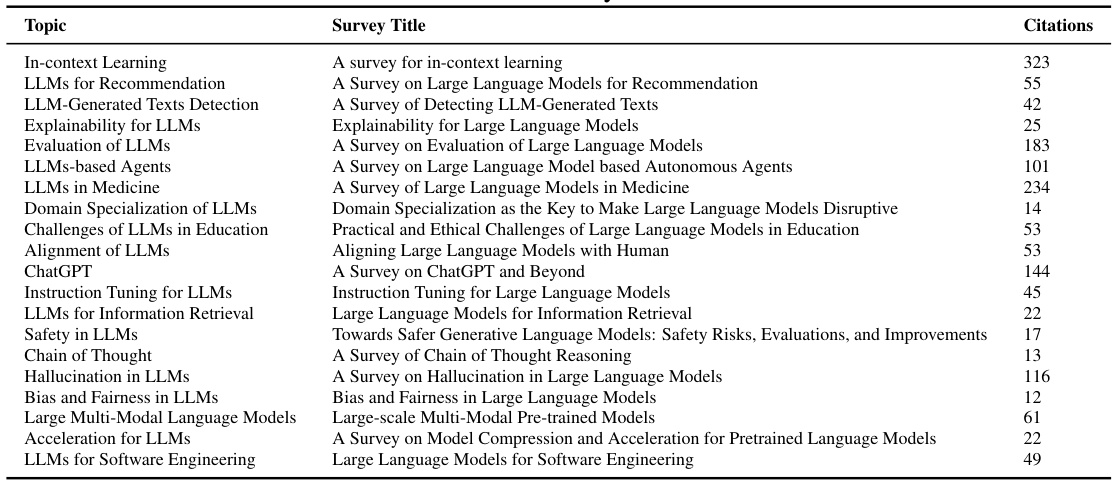 Topic Survey Title Citations
In-context Learning A survey for in-context learning 323
LLMs for Recommendation A Survey on Large Language Models for Recommendation 55
LLM-Generated Texts Detection A Survey of Detecting LLM-Generated Texts 42
Explainability for LLMs Explainability for Large Language Models 25
Evaluation of LLMs A Survey on Evaluation of Large Language Models 183
LLMs-based Agents A Survey on Large Language Model based Autonomous Agents 101
LLMs in Medicine A Survey of Large Language Models in Medicine 234
Domain Specialization of LLMs Domain Specialization as the Key to Make Large Language Models Disruptive 14
Challenges of LLMs in Education Practical and Ethical Challenges of Large Language Models in Education 53
Alignment of LLMs Aligning Large Language Models with Human 53
ChatGPT A Survey on ChatGPT and Beyond 144
Instruction Tuning for LLMs Instruction Tuning for Large Language Models 45
LLMs for Information Retrieval Large Language Models for Information Retrieval 22
Safety in LLMs Towards Safer Generative Language Models: Safety Risks, Evaluations, and Improvements 17
Chain of Thought A Survey of Chain of Thought Reasoning 13
Hallucination in LLMs A Survey on Hallucination in Large Language Models 116
Bias and Fairness in LLMs Bias and Fairness in Large Language Models 12
Large Multi-Modal Language Models Large-scale Multi-Modal Pre-trained Models 61
Acceleration for LLMs A Survey on Model Compression and Acceleration for Pretrained Language Models 22
LLMs for Software Engineering Large Language Models for Software Engineering 49